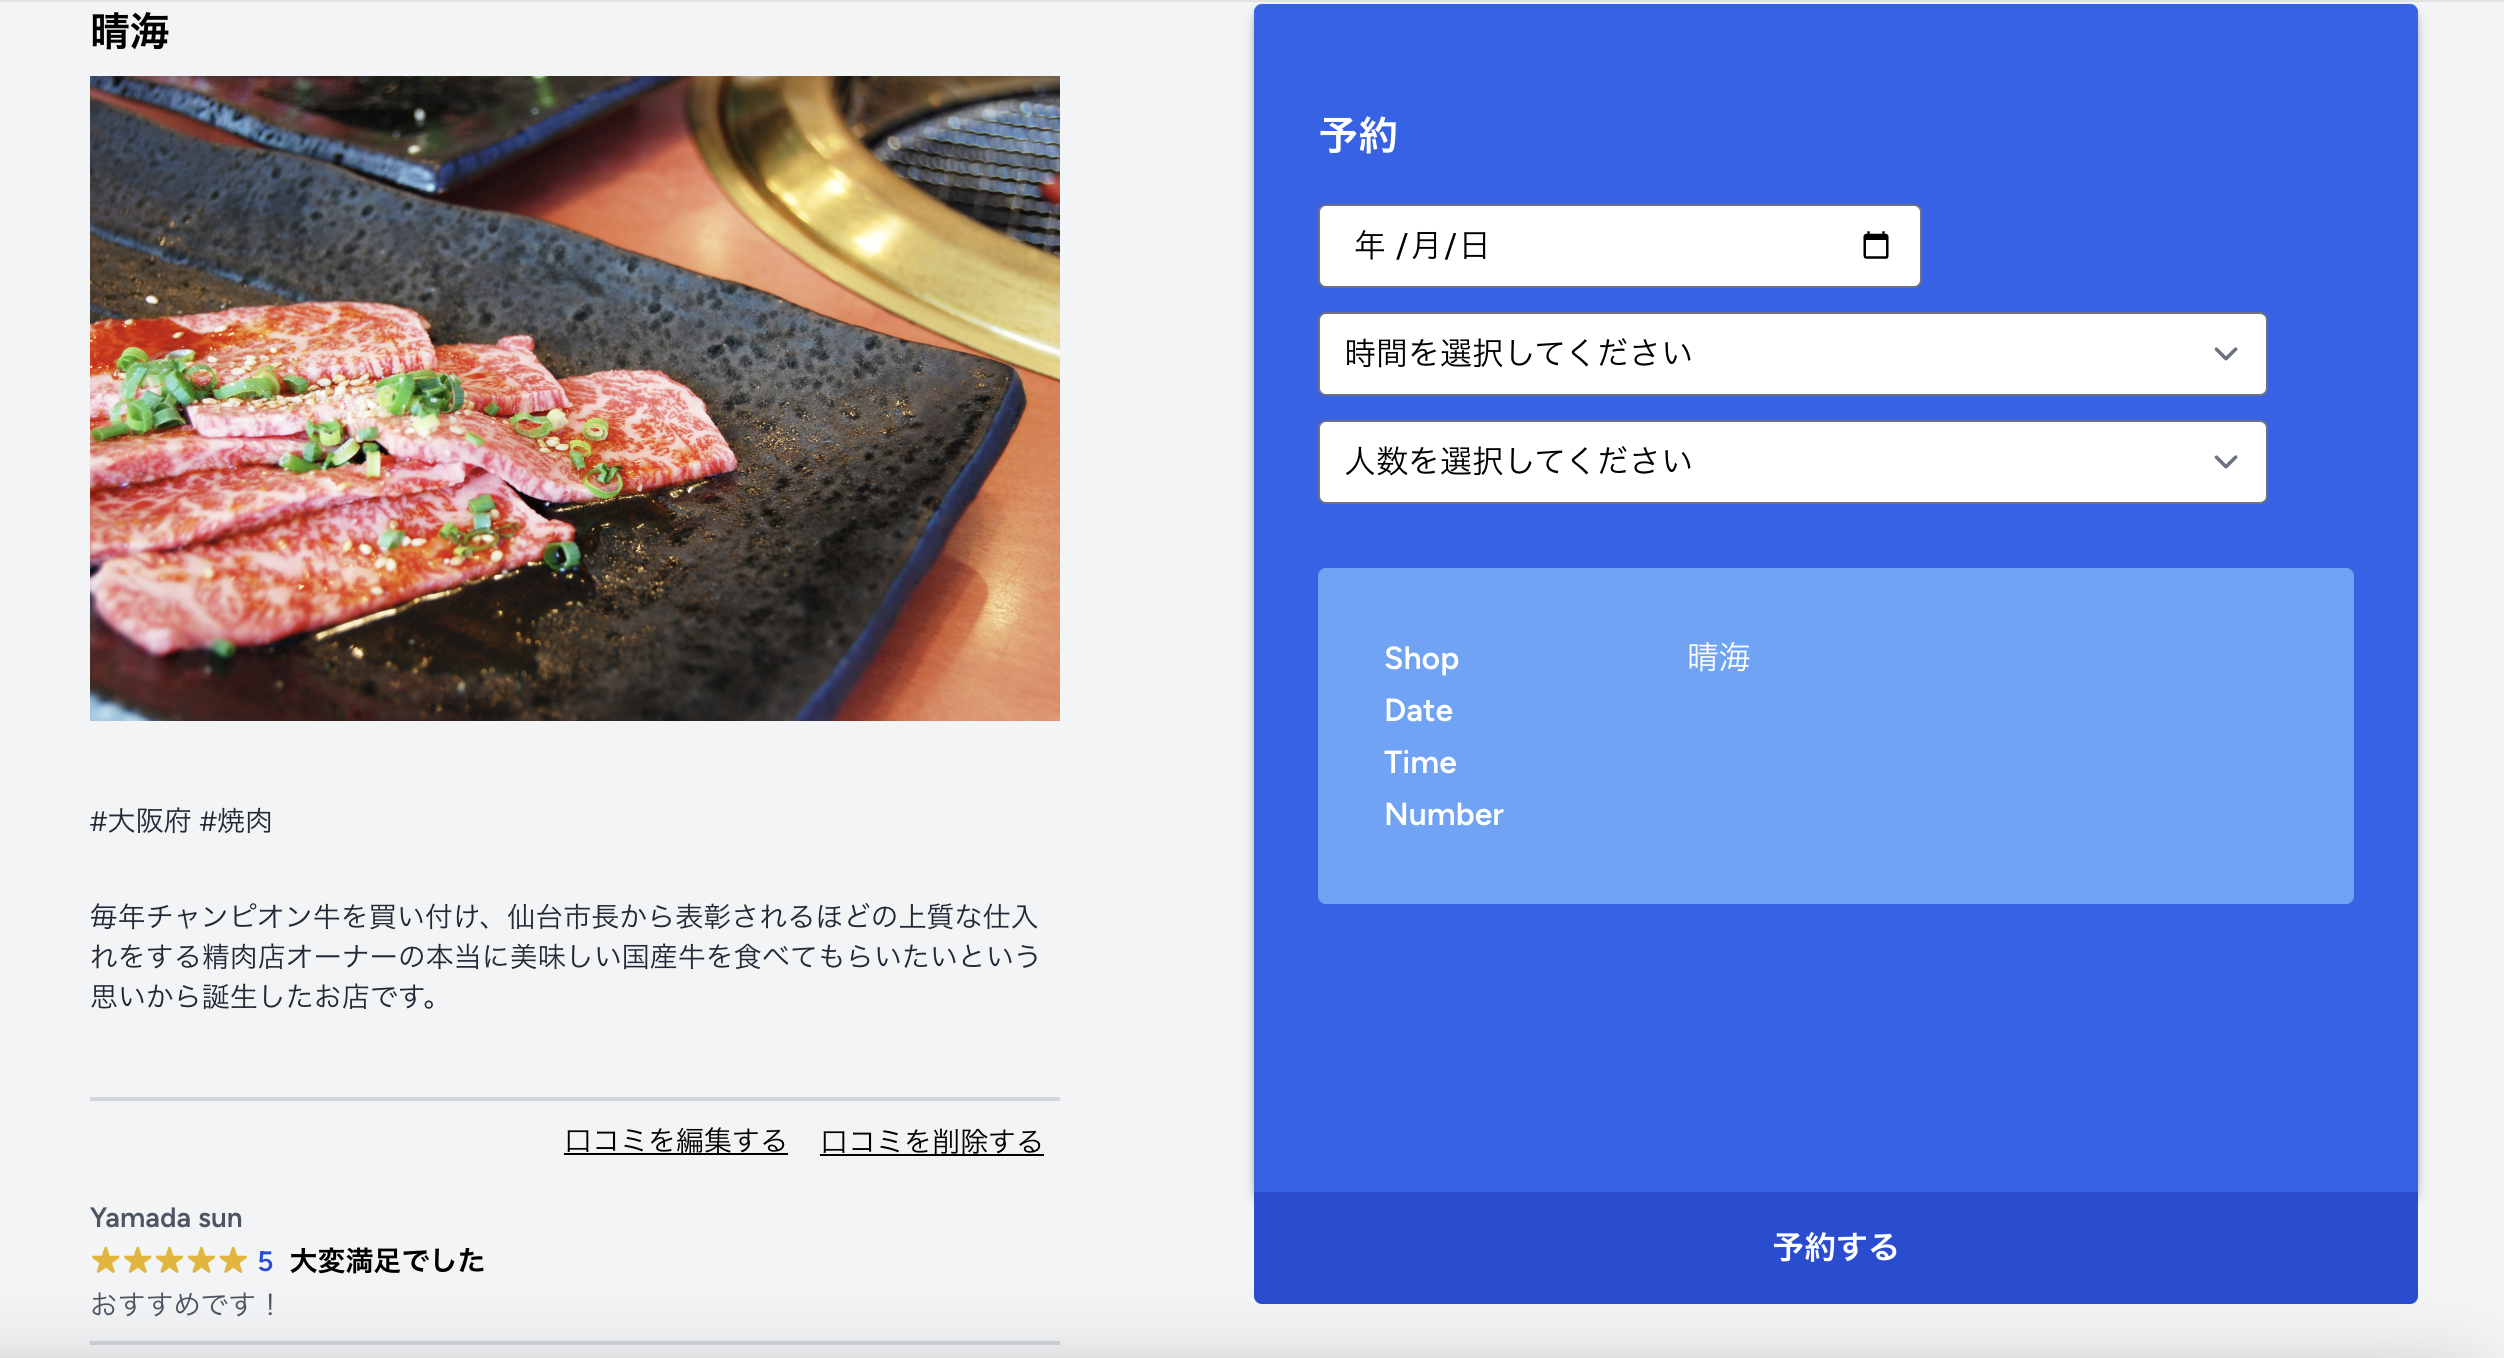 晴海
#大阪府 #焼肉
毎年チャンピオン牛を買い付け、仙台市長から表彰されるほどの上質な仕入
れをする精肉店オーナーの本当に美味しい国産牛を食べてもらいたいという
思いから誕生したお店です。
口コミを編集する 口コミを削除する
Yamada sun
★★★★★ 5 大変満足でした
おすすめです！
予約
年 /月/日
時間を選択してください
人数を選択してください
Shop 晴海
Date
Time
Number
予約する